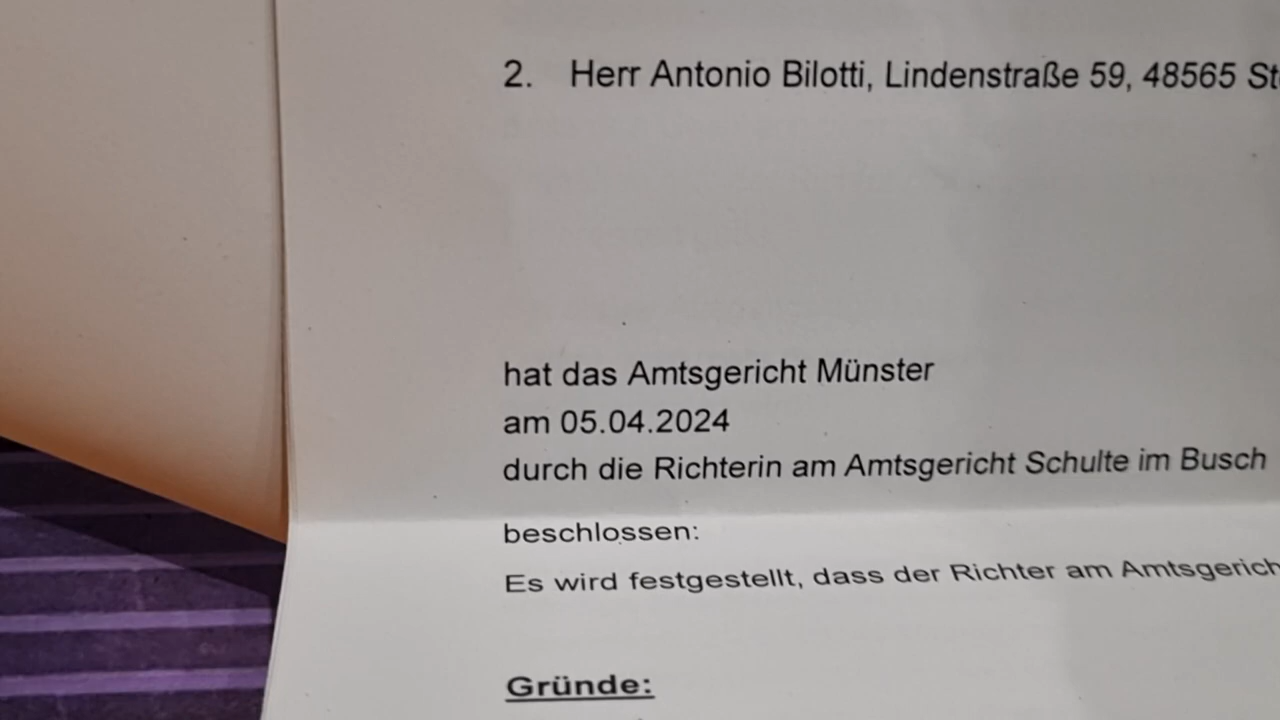 2. Herr Antonio Bilotti, Lindenstraße 59, 48565
hat das Amtsgericht Münster
am 05.04.2024
durch die Richterin am Amtsgericht Schulte im Busch
beschlossen:
Es wird festgestellt, dass der Richter am
Gründe: